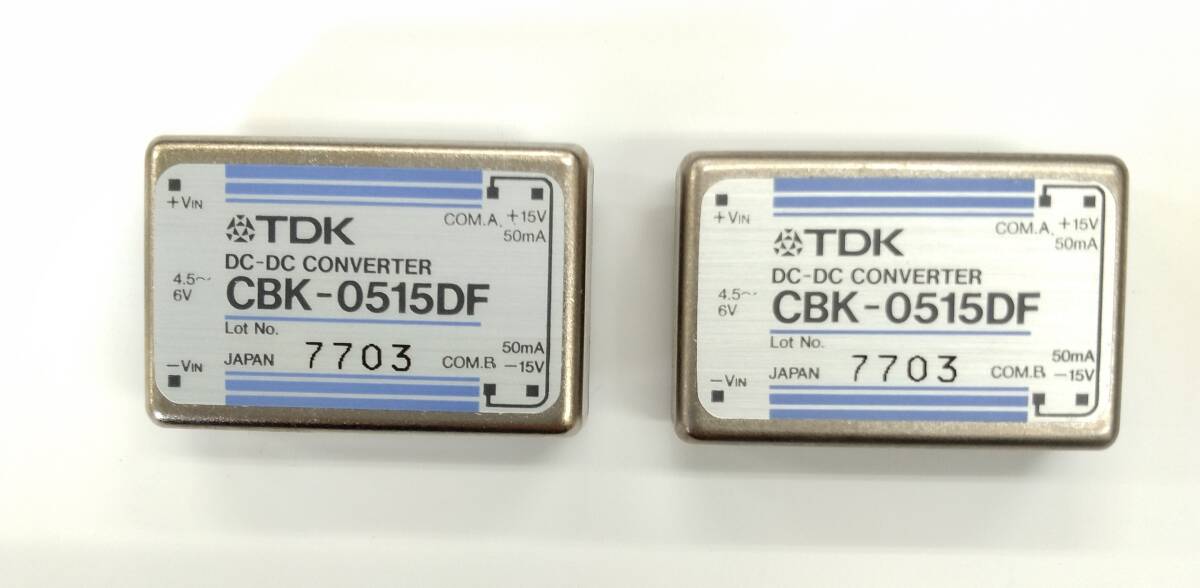 +VIN
TDK
COM.A. +15V
50mA
DC-DC CONVERTER
4.5~
6V
CBK-0515DF
Lot No.
JAPAN 7703
50mA
COM.B. -15V
-VIN
+VIN
TDK
COM.A. +15V
50mA
DC-DC CONVERTER
4.5~
6V
CBK-0515DF
Lot No.
JAPAN 7703
50mA
COM.B. -15V
-VIN